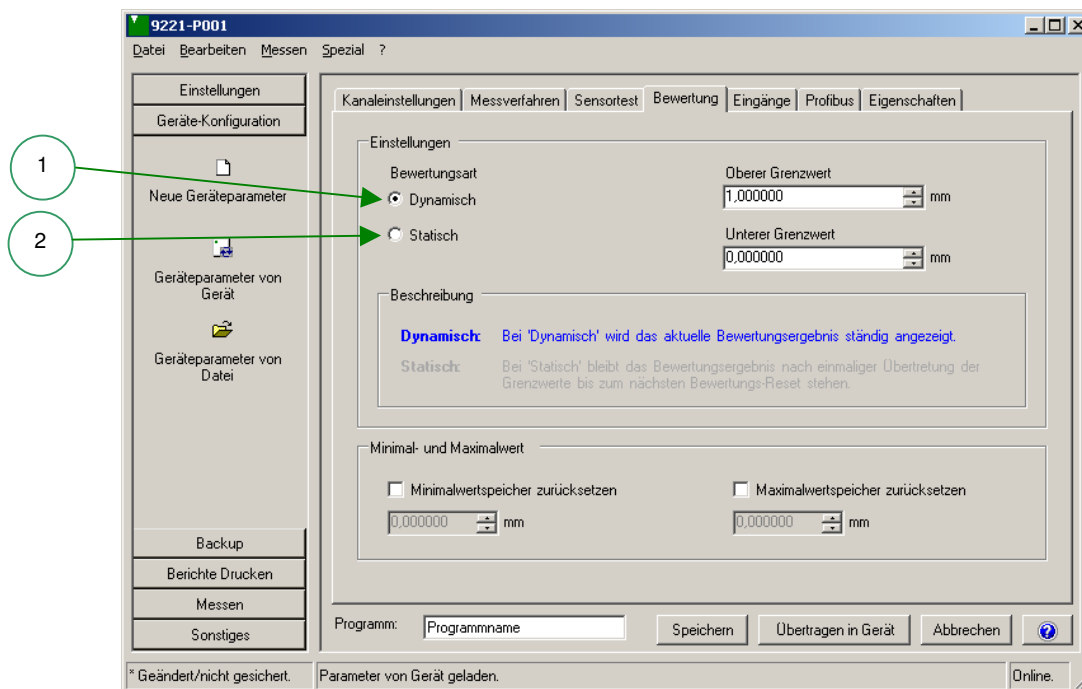 9221-P001
Datei Bearbeiten Messen Spezial ?
Einstellungen
Geräte-Konfiguration
Neue Geräteparameter
Geräteparameter von
Gerät
Geräteparameter von
Datei
Backup
Berichte Drucken
Messen
Sonstiges
1
2
Kanaleinstellungen Messverfahren Sensortest Bewertung Eingänge Profibus Eigenschaften
Einstellungen
Bewertungsart
Dynamisch
Statisch
Oberer Grenzwert
1,000000 mm
Unterer Grenzwert
0,000000 mm
Beschreibung
Dynamisch: Bei 'Dynamisch' wird das aktuelle Bewertungsergebnis ständig angezeigt.
Statisch: Bei 'Statisch' bleibt das Bewertungsergebnis nach einmaliger Übertretung der
Grenzwerte bis zum nächsten Bewertungs-Reset stehen.
Minimal- und Maximalwert
Minimalwertspeicher zurücksetzen
0,000000 mm
Maximalwertspeicher zurücksetzen
0,000000 mm
Programm: Programmname
Speichern
Übertragen in Gerät
Abbrechen
?
* Geändert/nicht gesichert.
Parameter von Gerät geladen.
Online.